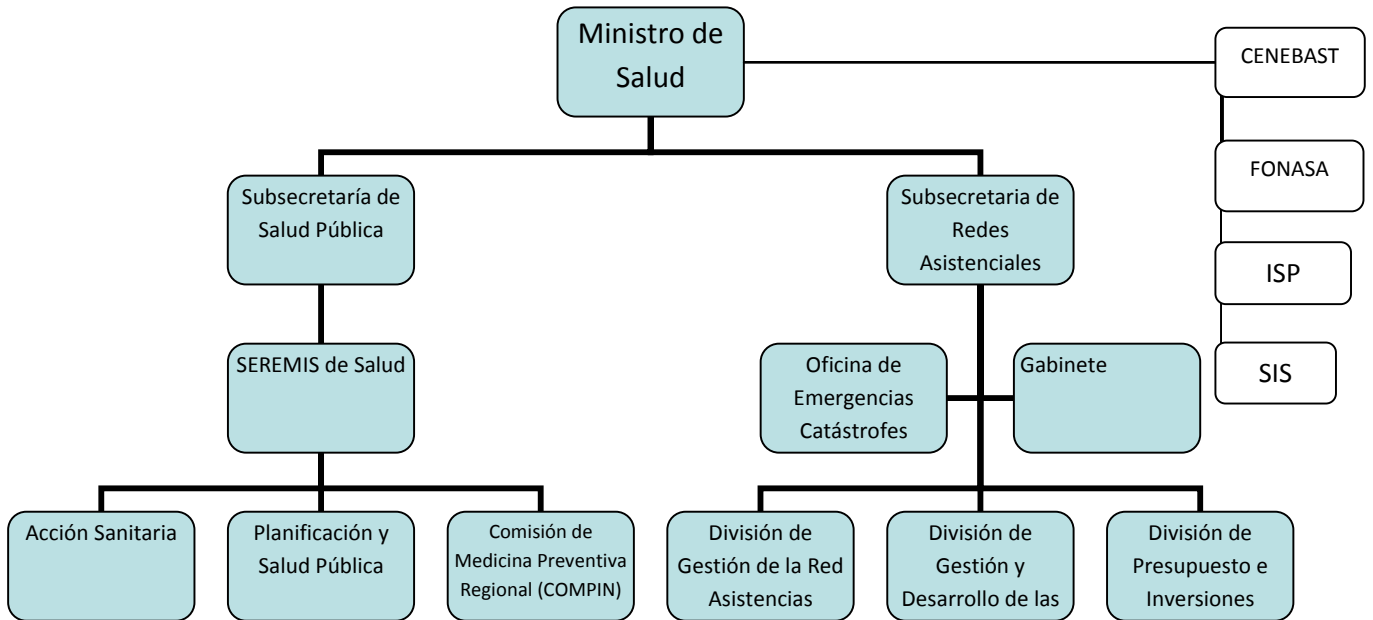 Ministro de
Salud
CENEBAST
FONASA
ISP
SIS
Subsecretaría de
Salud Pública
Subsecretaria de
Redes
Asistenciales
SEREMIS de Salud
Oficina de
Emergencias
Catástrofes
Gabinete
Acción Sanitaria
Planificación y
Salud Pública
Comisión de
Medicina Preventiva
Regional (COMPIN)
División de
Gestión de la Red
Asistencias
División de
Gestión y
Desarrollo de las
División de
Presupuesto e
Inversiones